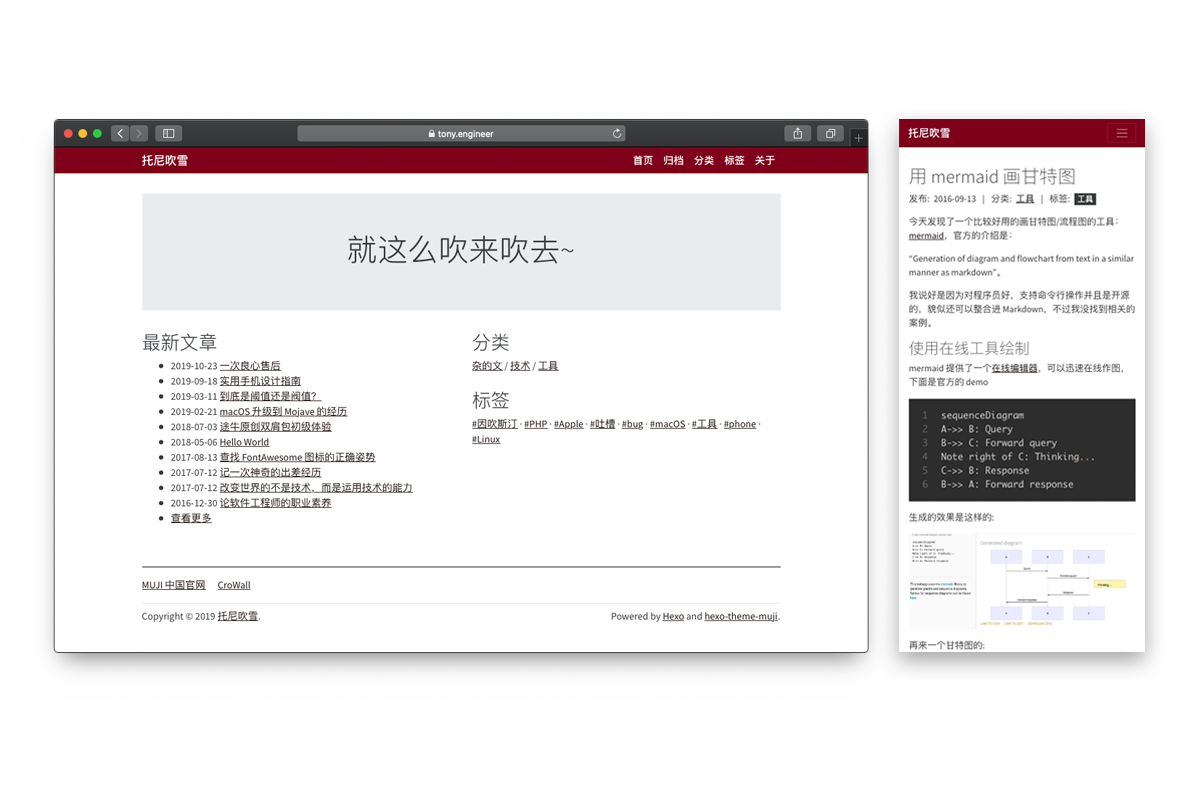 tony.engineer
托尼吹雪
首页 归档 分类 标签 关于
就这么吹来吹去~
最新文章
2019-10-23 一次良心售后
2019-09-18 实用手机设计指南
2019-03-11 到底是阈值还是阀值？
2019-02-21 macOS 升级到 Mojave 的经历
2018-07-03 途牛原创双肩包初级体验
2018-05-06 Hello World
2017-08-13 查找 FontAwesome 图标的正确姿势
2017-07-12 记一次神奇的出差经历
2017-07-12 改变世界的不是技术，而是运用技术的能力
2016-12-30 论软件工程师的职业素养
查看更多
分类
杂的文 / 技术 / 工具
标签
#因吹斯汀 · #PHP · #Apple · #吐槽 · #bug · #macOS · #工具 · #phone ·
#Linux
MUJI 中国官网 CroWall
Copyright © 2019 托尼吹雪.
Powered by Hexo and hexo-theme-muji.
托尼吹雪
用 mermaid 画甘特图
发布: 2016-09-13 | 分类: 工具 | 标签: 工具
今天发现了一个比较好用的画甘特图/流程图的工具：
mermaid，官方的介绍是：
“Generation of diagram and flowchart from text in a similar
manner as markdown”。
我说好是因为对程序员好，支持命令行操作并且是开源
的，貌似还可以整合进 Markdown，不过我没找到相关的
案例。
使用在线工具绘制
mermaid 提供了一个在线编辑器，可以迅速在线作图，
下面是官方的 demo
1 sequenceDiagram
2 A->> B: Query
3 B->> C: Forward query
4 Note right of C: Thinking...
5 C->> B: Response
6 B->> A: Forward response
生成的效果是这样的:
Generated diagram
再来一个甘特图的: